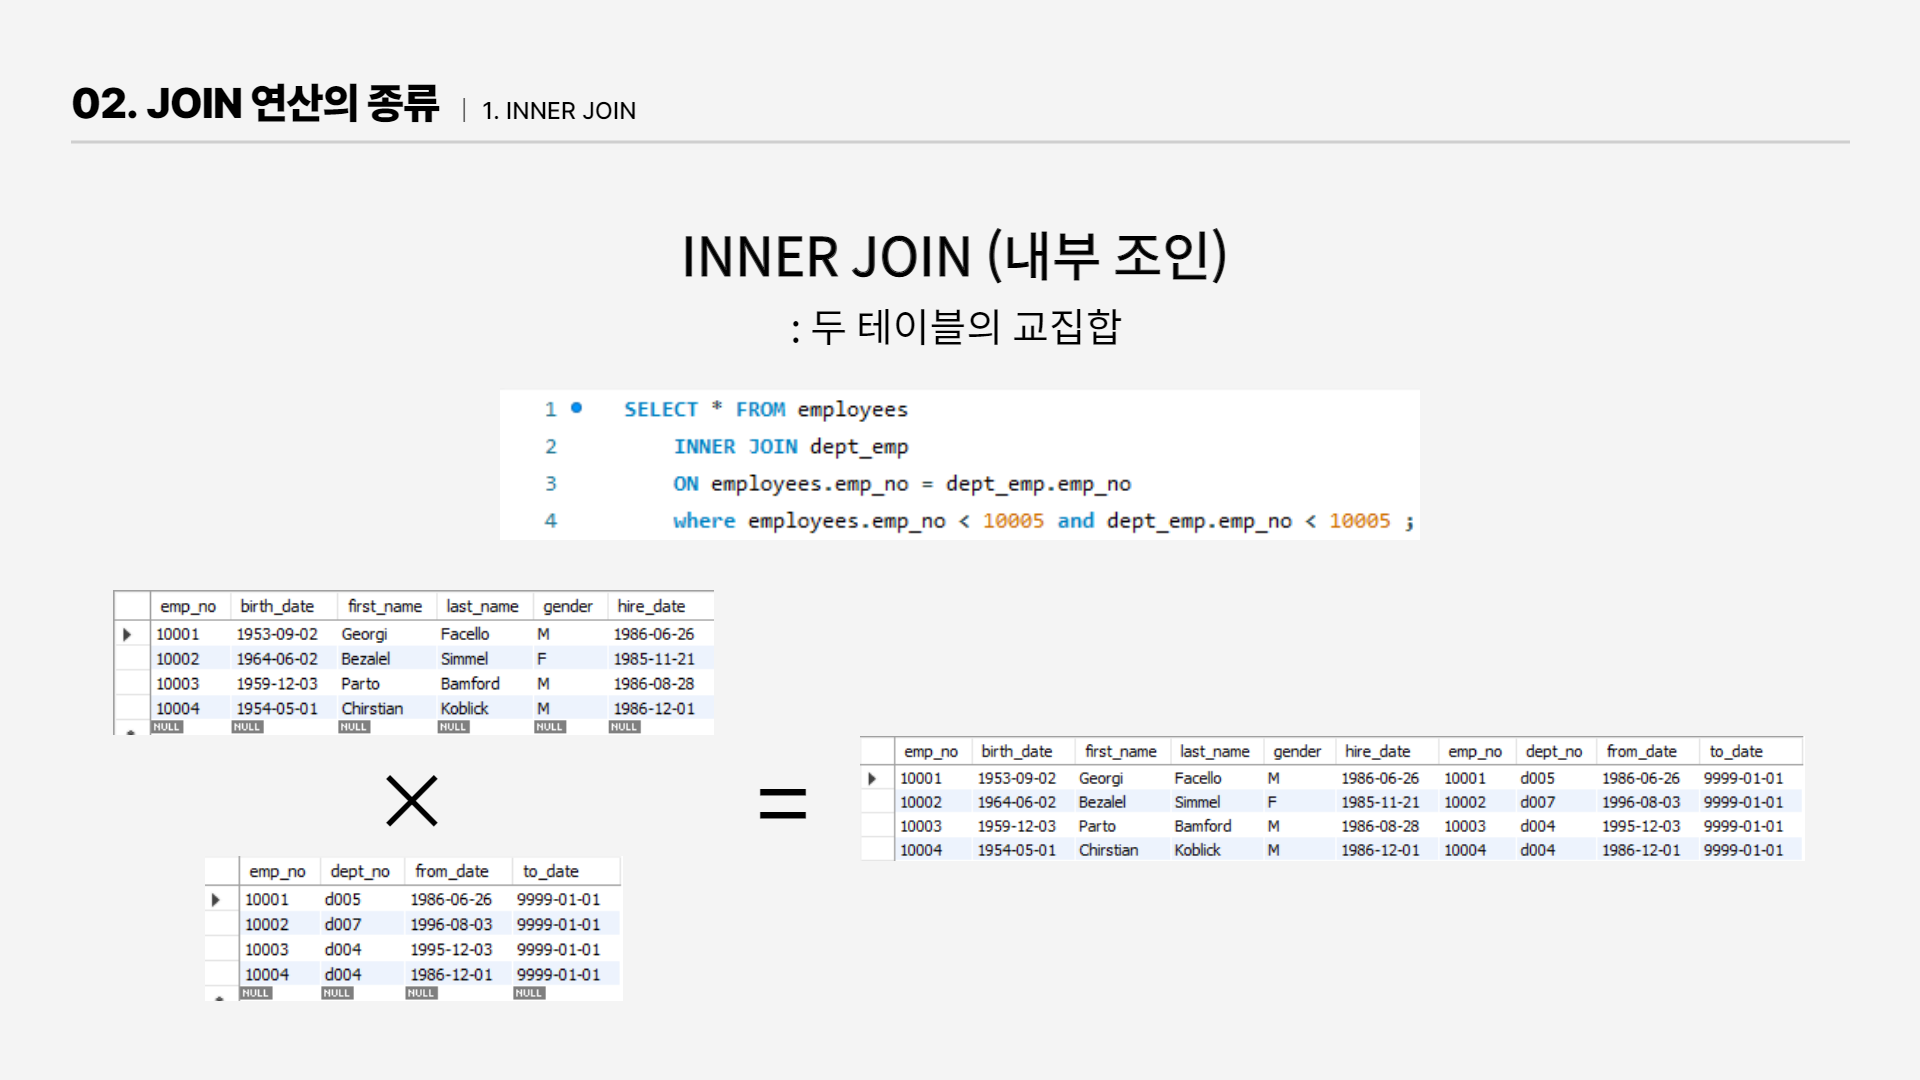 02. JOIN 연산의 종류 | 1. INNER JOIN
INNER JOIN (내부 조인)
: 두 테이블의 교집합
1 SELECT * FROM employees
2 INNER JOIN dept_emp
3 ON employees.emp_no = dept_emp.emp_no
4 where employees.emp_no < 10005 and dept_emp.emp_no < 10005 ;
emp_no birth_date first_name last_name gender hire_date
10001 1953-09-02 Georgi Facello M 1986-06-26
10002 1964-06-02 Bezalel Simmel F 1985-11-21
10003 1959-12-03 Parto Bamford M 1986-08-28
10004 1954-05-01 Chirstian Koblick M 1986-12-01
NULL NULL NULL NULL NULL NULL
×
emp_no dept_no from_date to_date
10001 d005 1986-06-26 9999-01-01
10002 d007 1996-08-03 9999-01-01
10003 d004 1995-12-03 9999-01-01
10004 d004 1986-12-01 9999-01-01
NULL NULL NULL NULL
=
emp_no birth_date first_name last_name gender hire_date emp_no dept_no from_date to_date
10001 1953-09-02 Georgi Facello M 1986-06-26 10001 d005 1986-06-26 9999-01-01
10002 1964-06-02 Bezalel Simmel F 1985-11-21 10002 d007 1996-08-03 9999-01-01
10003 1959-12-03 Parto Bamford M 1986-08-28 10003 d004 1995-12-03 9999-01-01
10004 1954-05-01 Chirstian Koblick M 1986-12-01 10004 d004 1986-12-01 9999-01-01